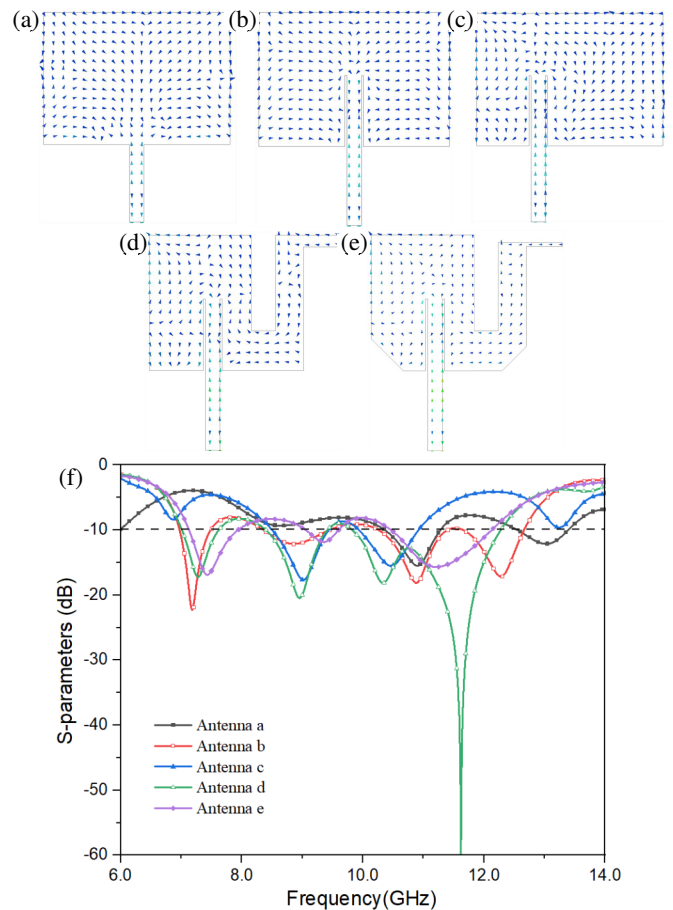 (a)
(b)
(c)
(d)
(e)
(f)
0
-10
-20
-30
-40
-50
-60
S-parameters (dB)
Antenna a
Antenna b
Antenna c
Antenna d
Antenna e
6.0 8.0 10.0 12.0 14.0
Frequency(GHz)